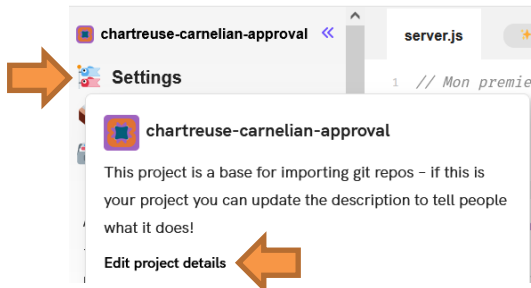 chartreuse-carnelian-approval
server.js
Settings
1 // Mon premie
chartreuse-carnelian-approval
This project is a base for importing git repos – if this is
your project you can update the description to tell people
what it does!
Edit project details